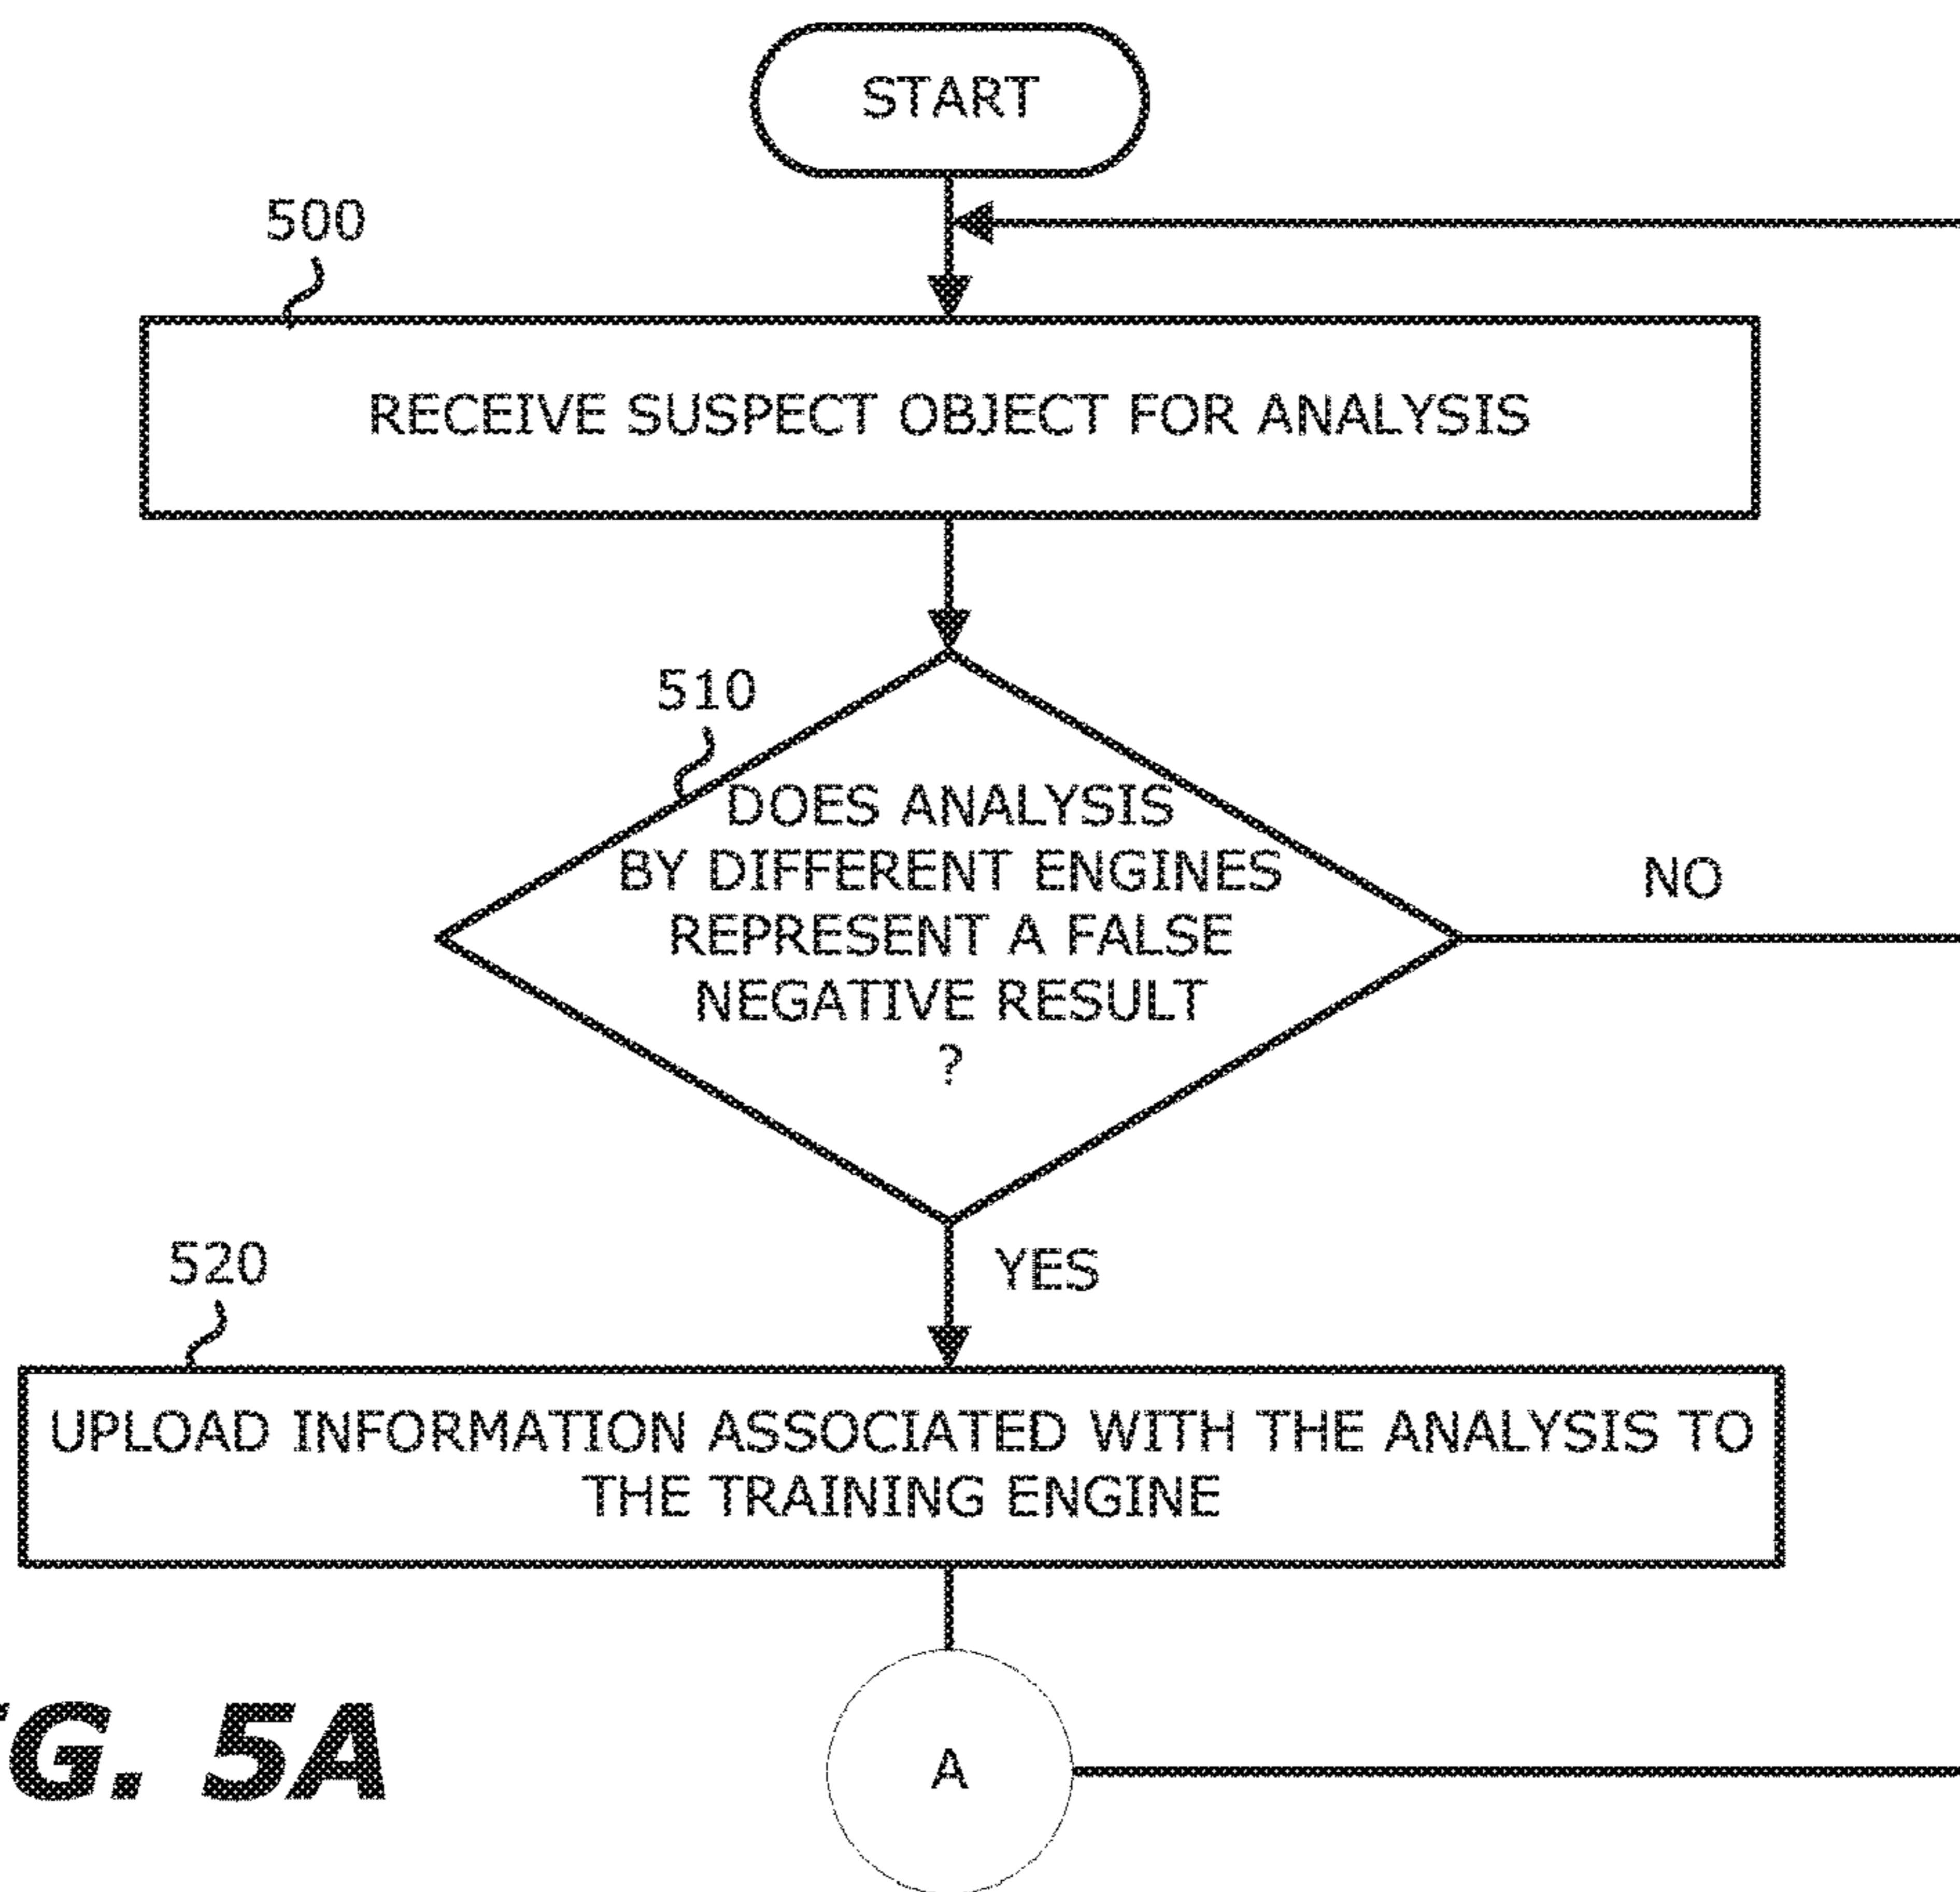 START
500
RECEIVE SUSPECT OBJECT FOR ANALYSIS
510
DOES ANALYSIS
BY DIFFERENT ENGINES
REPRESENT A FALSE
NEGATIVE RESULT
?
NO
YES
520
UPLOAD INFORMATION ASSOCIATED WITH THE ANALYSIS TO
THE TRAINING ENGINE
A
G. 5A